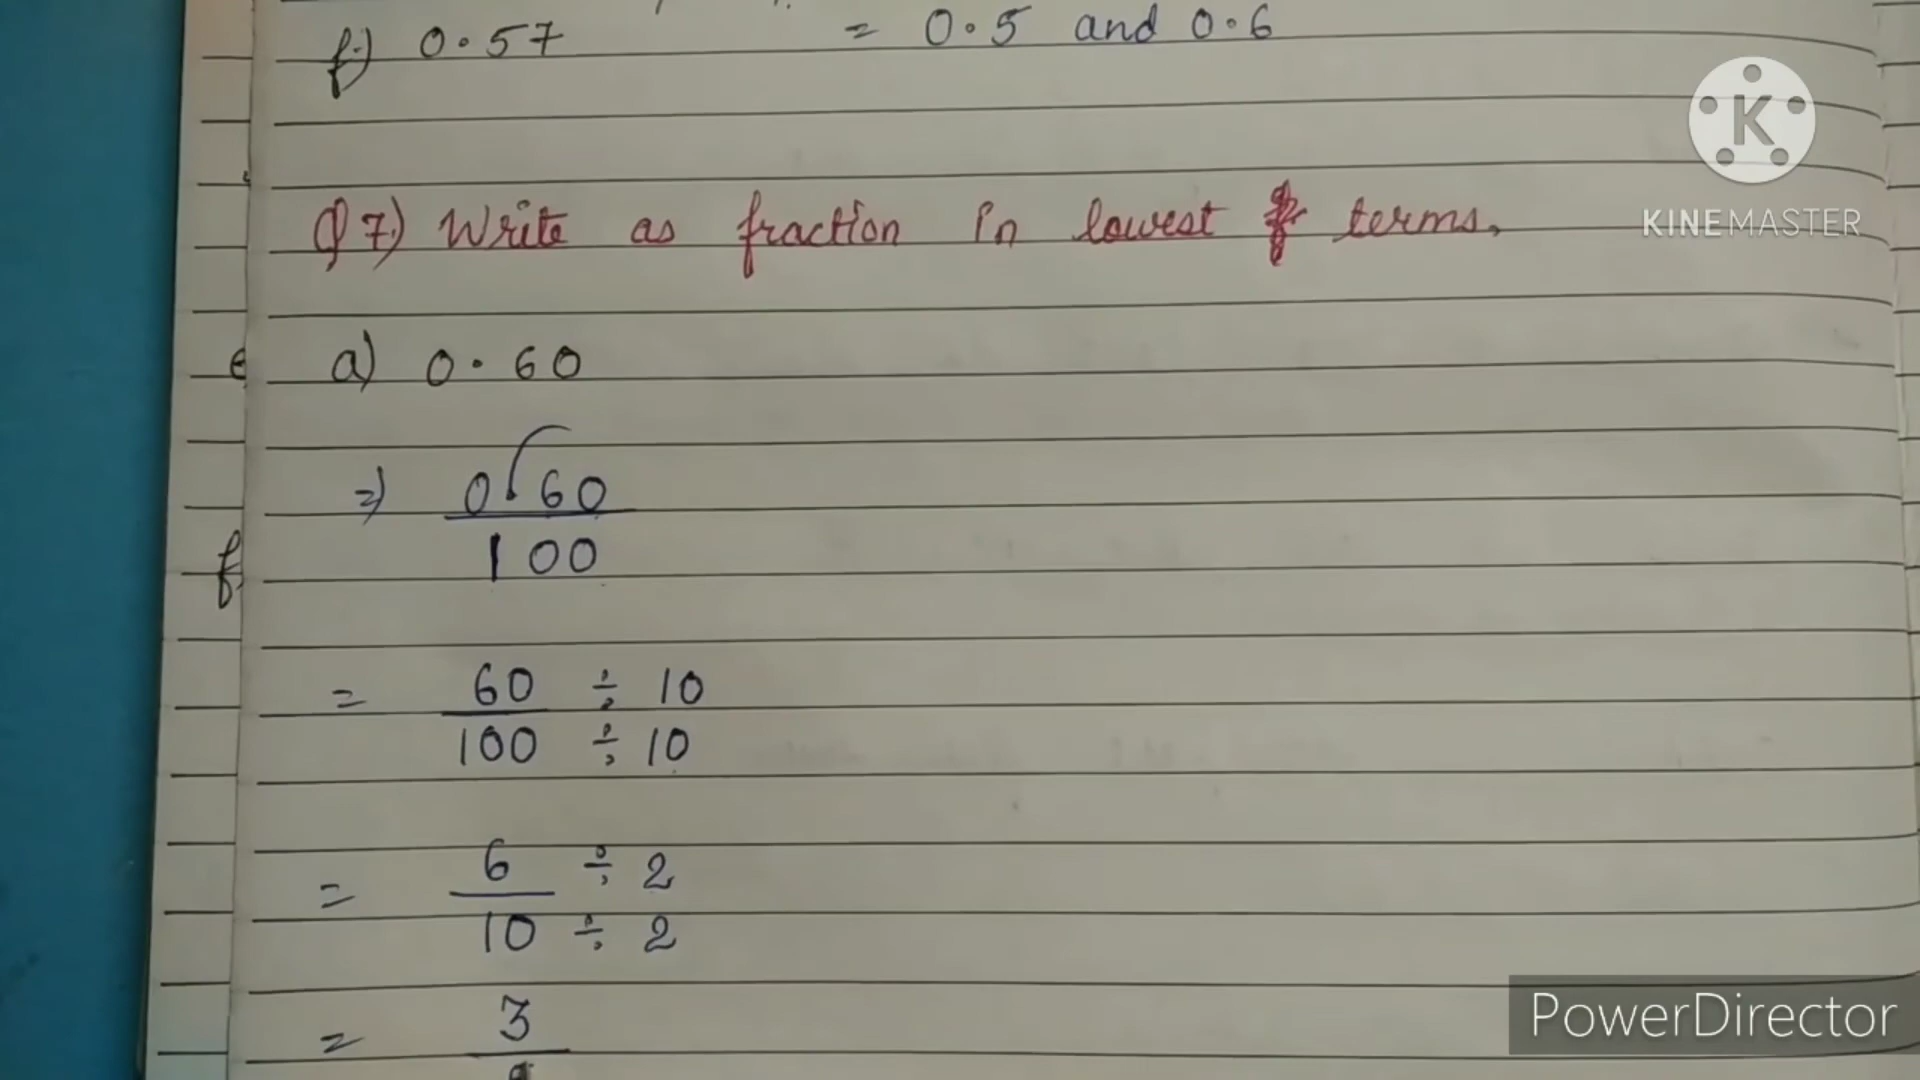 f.) 0.57 = 0.5 and 0.6
K
KINEMASTER
Q7.) Write as fraction in lowest terms.
a) 0.60
⇒ 0.60
100
= 60 ÷ 10
100 ÷ 10
= 6 ÷ 2
10 ÷ 2
= 3
PowerDirector